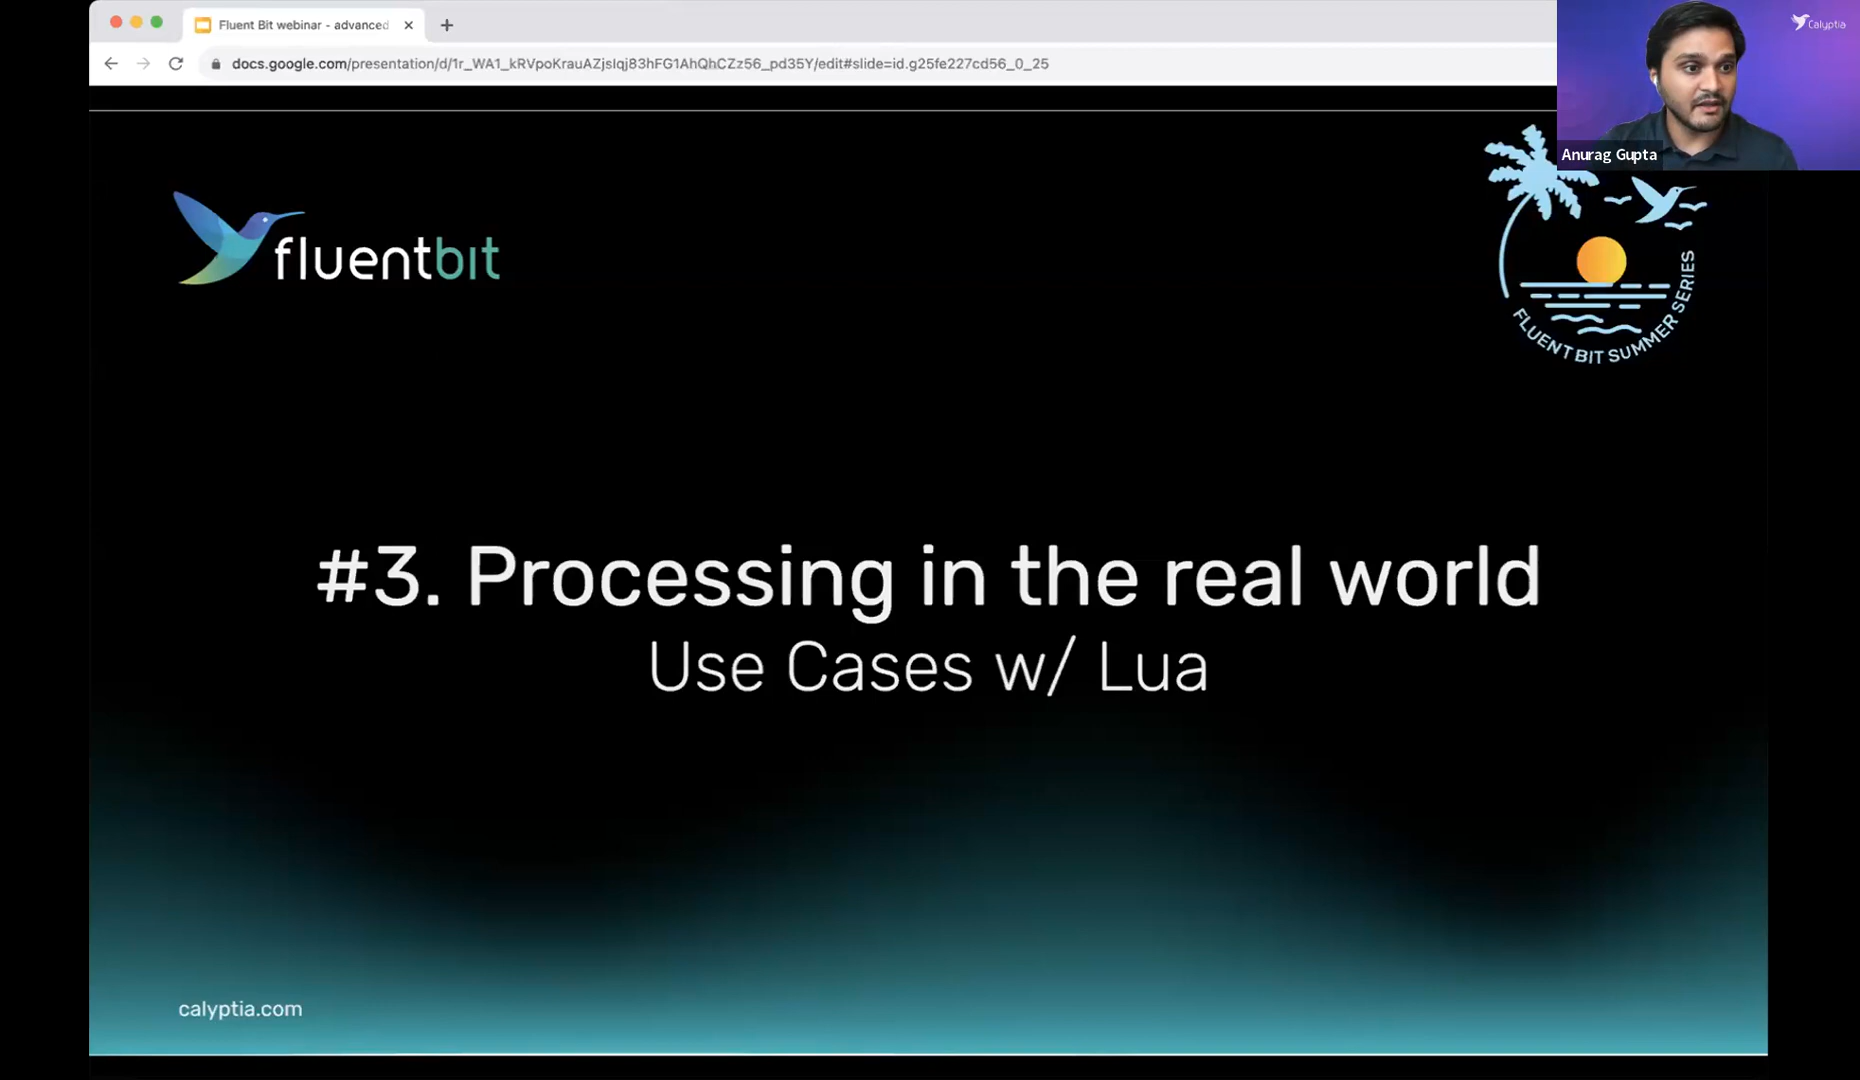 Fluent Bit webinar - advanced
docs.google.com/presentation/d/1r_WA1_kRVpoKrauAZjsIqj83hFG1AhQhCZz56_pd35Y/edit#slide=id.g25fe227cd56_0_25
Calyptia
Anurag Gupta
fluentbit
FLUENT BIT SUMMER SERIES
#3. Processing in the real world
Use Cases w/ Lua
calyptia.com